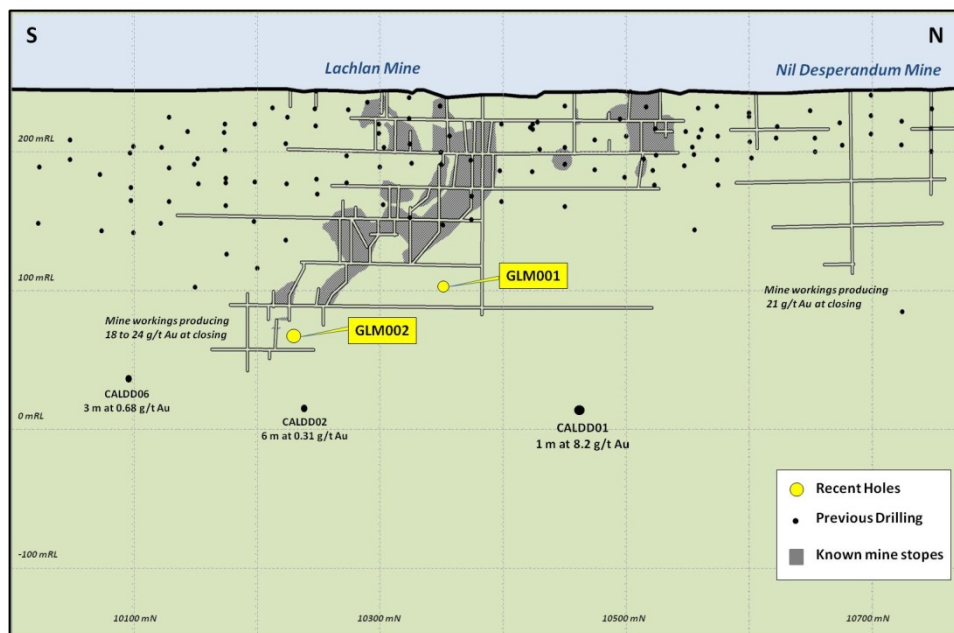 S
N
Lachlan Mine
Nil Desperandum Mine
200 mRL
100 mRL
GLM001
Mine workings producing
21 g/t Au at closing
Mine workings producing
18 to 24 g/t Au at closing
GLM002
CALDD06
3 m at 0.68 g/t Au
0 mRL
CALDD02
6 m at 0.31 g/t Au
CALDD01
1 m at 8.2 g/t Au
Recent Holes
Previous Drilling
Known mine stopes
-100 mRL
10100 mN
10300 mN
10500 mN
10700 mN